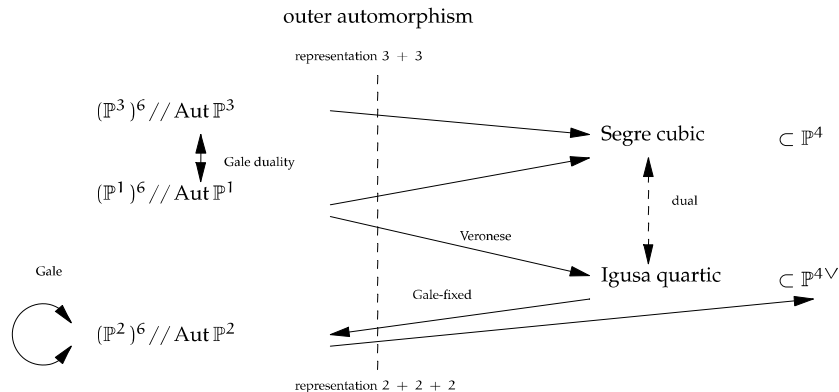 outer automorphism
representation 3 + 3
(ℙ³)⁶ // Aut ℙ³
Segre cubic ⊂ ℙ⁴
Gale duality
(ℙ¹)⁶ // Aut ℙ¹
dual
Veronese
Gale
Igusa quartic ⊂ ℙ⁴∨
Gale-fixed
(ℙ²)⁶ // Aut ℙ²
representation 2 + 2 + 2